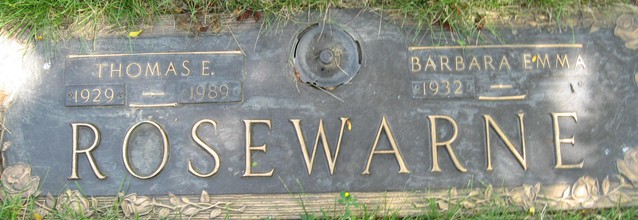 THOMAS E.
1929 — 1989
BARBARA EMMA
1932 —
ROSEWARNE